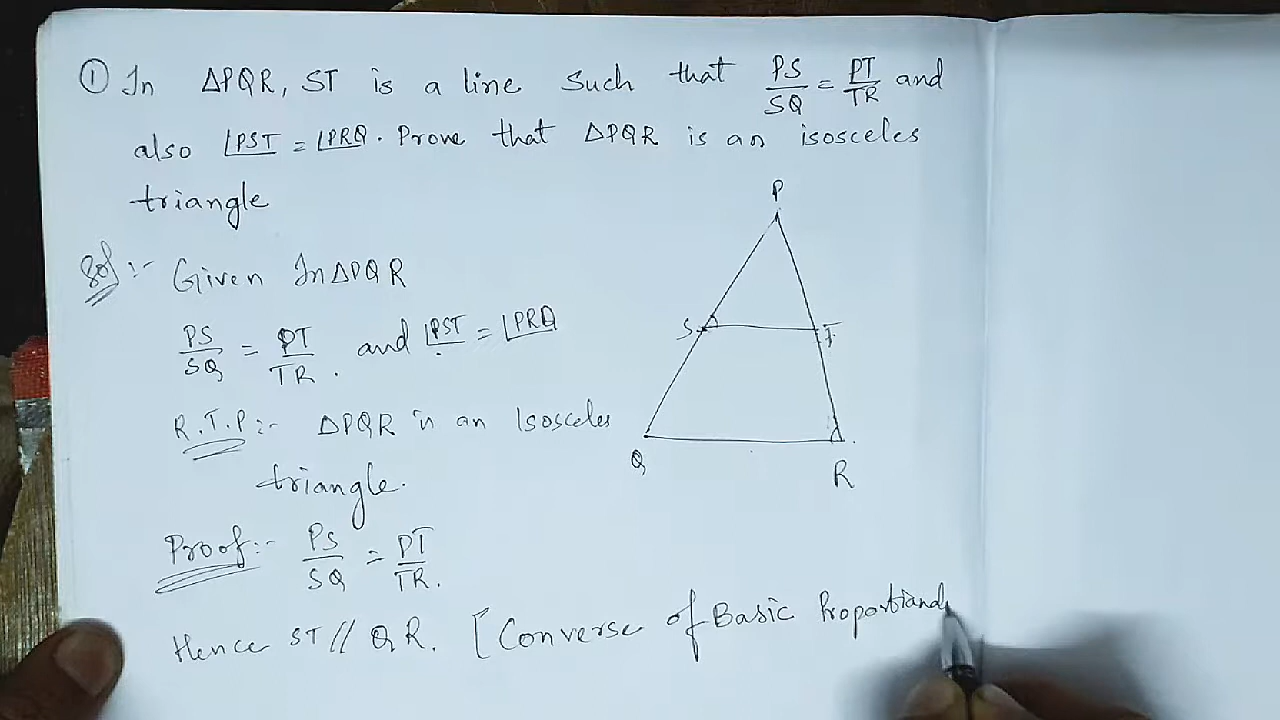 ① In ΔPQR, ST is a line such that PS/SQ = PT/TR and
also ∠PST = ∠PRQ. Prove that ΔPQR is an isosceles
triangle
Sol:- Given In ΔPQR
PS/SQ = PT/TR. and ∠PST = ∠PRQ
R.T.P:- ΔPQR is an Isosceles
triangle.
Proof:- PS/SQ = PT/TR.
Hence ST // QR. [Converse of Basic
P
S
T
Q
R